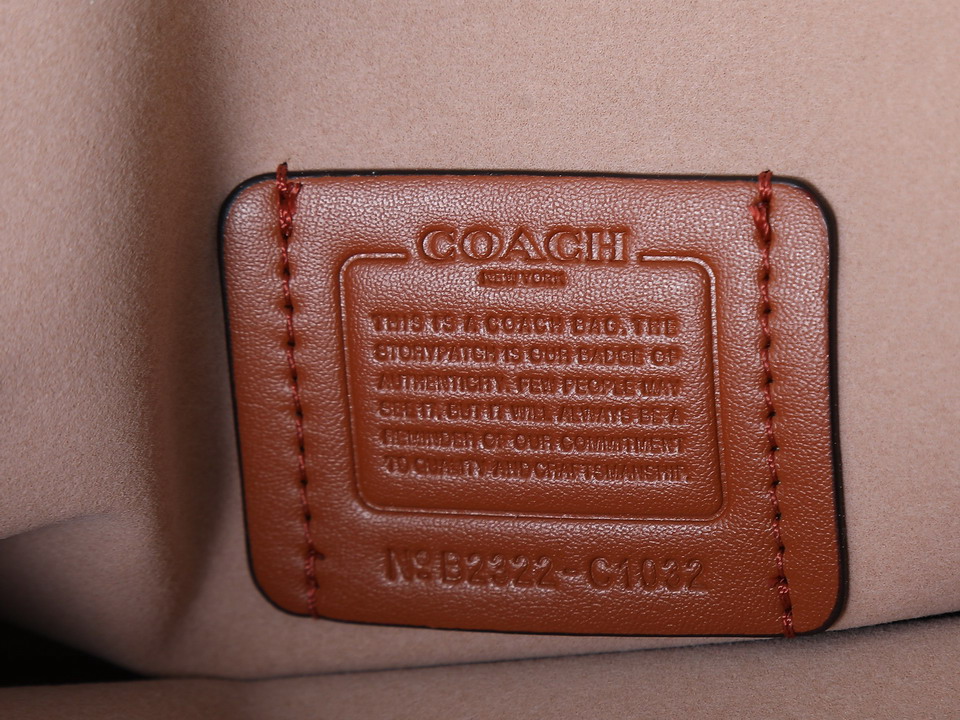 COACH
NEW YORK
THIS IS A COACH BAG. THE
STORYPATCH IS OUR BADGE OF
AUTHENTICITY. FEW PEOPLE MAY
SEE IT, BUT IT WILL ALWAYS BE A
REMINDER OF OUR COMMITMENT
TO QUALITY AND CRAFTSMANSHIP.
Nº B2322-C1032